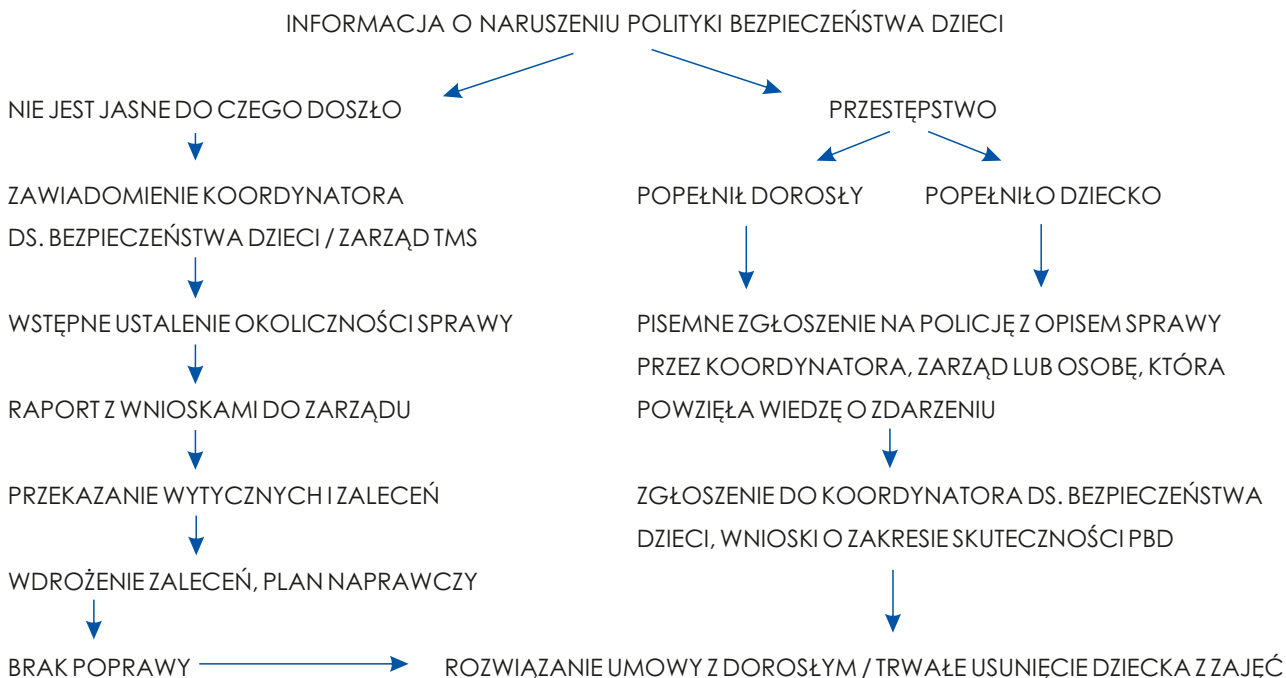 INFORMACJA O NARUSZENIU POLITYKI BEZPIECZEŃSTWA DZIECI
NIE JEST JASNE DO CZEGO DOSZŁO
PRZESTĘPSTWO
ZAWIADOMIENIE KOORDYNATORA
DS. BEZPIECZEŃSTWA DZIECI / ZARZĄD TMS
POPEŁNIŁ DOROSŁY
POPEŁNIŁO DZIECKO
WSTĘPNE USTALENIE OKOLICZNOŚCI SPRAWY
PISEMNE ZGŁOSZENIE NA POLICJĘ Z OPISEM SPRAWY
PRZEZ KOORDYNATORA, ZARZĄD LUB OSOBĘ, KTÓRA
POWZIĘŁA WIEDZĘ O ZDARZENIU
RAPORT Z WNIOSKAMI DO ZARZĄDU
PRZEKAZANIE WYTYCZNYCH I ZALECEŃ
ZGŁOSZENIE DO KOORDYNATORA DS. BEZPIECZEŃSTWA
DZIECI, WNIOSKI O ZAKRESIE SKUTECZNOŚCI PBD
WDROŻENIE ZALECEŃ, PLAN NAPRAWCZY
BRAK POPRAWY
ROZWIĄZANIE UMOWY Z DOROSŁYM / TRWAŁE USUNIĘCIE DZIECKA Z ZAJĘĆ